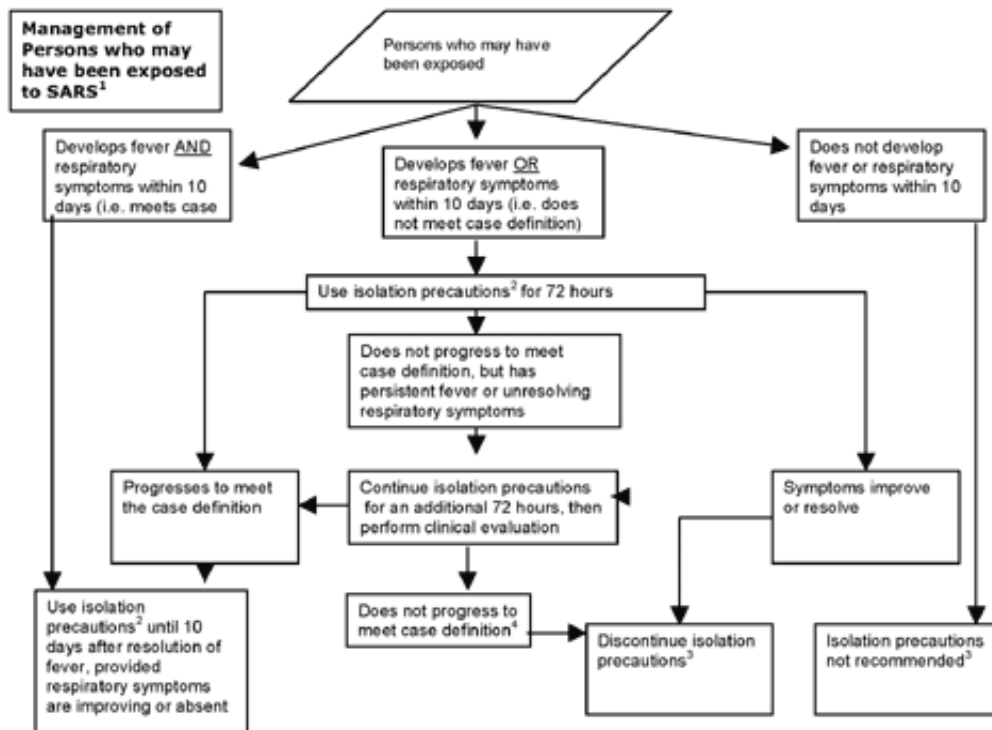 Management of
Persons who may
have been exposed
to SARS¹
Persons who may have
been exposed
Develops fever AND
respiratory
symptoms within 10
days (i.e. meets case
Develops fever OR
respiratory symptoms
within 10 days (i.e. does
not meet case definition)
Does not develop
fever or respiratory
symptoms within 10
days
Use isolation precautions² for 72 hours
Does not progress to meet
case definition, but has
persistent fever or unresolving
respiratory symptoms
Progresses to meet
the case definition
Continue isolation precautions
for an additional 72 hours, then
perform clinical evaluation
Symptoms improve
or resolve
Use isolation
precautions² until 10
days after resolution of
fever, provided
respiratory symptoms
are improving or absent
Does not progress to
meet case definition⁴
Discontinue isolation
precautions³
Isolation precautions
not recommended³